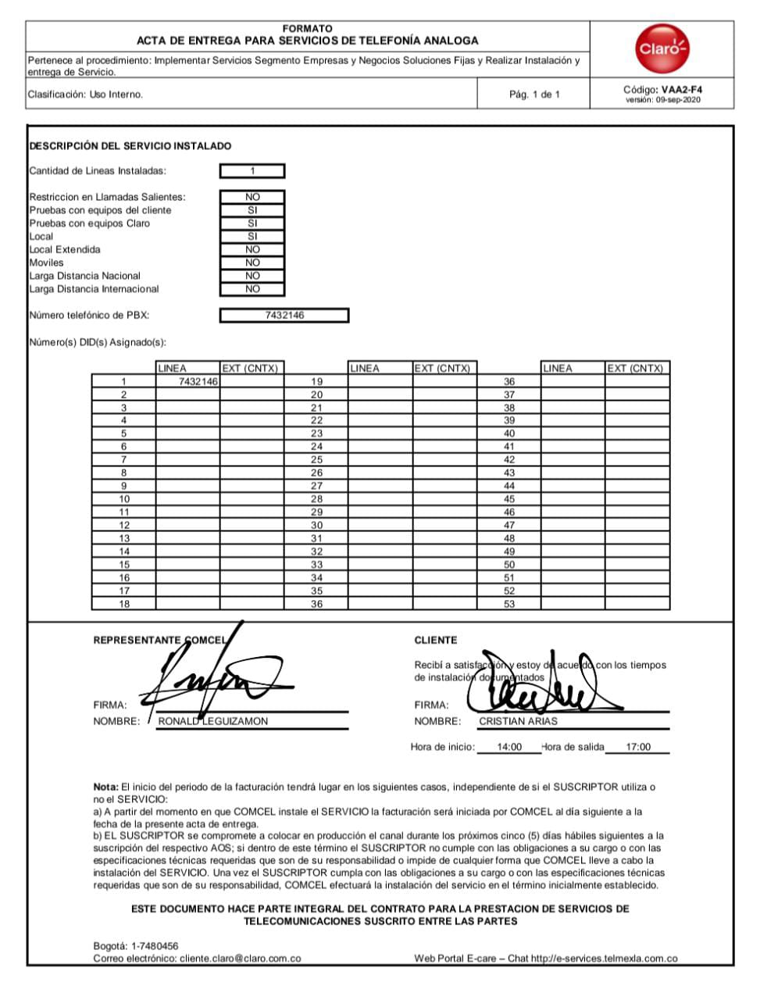 FORMATO
ACTA DE ENTREGA PARA SERVICIOS DE TELEFONÍA ANALOGA
Claro
Pertenece al procedimiento: Implementar Servicios Segmento Empresas y Negocios Soluciones Fijas y Realizar Instalación y
entrega de Servicio.
Clasificación: Uso Interno.
Pág. 1 de 1
Código: VAA2-F4
versión: 09-sep-2020
DESCRIPCIÓN DEL SERVICIO INSTALADO
Cantidad de Lineas Instaladas: 1
Restriccion en Llamadas Salientes: NO
Pruebas con equipos del cliente SI
Pruebas con equipos Claro SI
Local SI
Local Extendida NO
Moviles NO
Larga Distancia Nacional NO
Larga Distancia Internacional NO
Número telefónico de PBX: 7432146
Número(s) DID(s) Asignado(s):
LINEA EXT (CNTX) LINEA EXT (CNTX) LINEA EXT (CNTX)
1 7432146 19 36
2 20 37
3 21 38
4 22 39
5 23 40
6 24 41
7 25 42
8 26 43
9 27 44
10 28 45
11 29 46
12 30 47
13 31 48
14 32 49
15 33 50
16 34 51
17 35 52
18 36 53
REPRESENTANTE COMCEL
FIRMA:
NOMBRE: RONALD LEGUIZAMON
CLIENTE
Recibí a satisfacción y estoy de acuerdo con los tiempos
de instalación documentados
FIRMA:
NOMBRE: CRISTIAN ARIAS
Hora de inicio: 14:00 Hora de salida 17:00
Nota: El inicio del periodo de la facturación tendrá lugar en los siguientes casos, independiente de si el SUSCRIPTOR utiliza o
no el SERVICIO:
a) A partir del momento en que COMCEL instale el SERVICIO la facturación será iniciada por COMCEL al día siguiente a la
fecha de la presente acta de entrega.
b) EL SUSCRIPTOR se compromete a colocar en producción el canal durante los próximos cinco (5) días hábiles siguientes a la
suscripción del respectivo AOS; si dentro de este término el SUSCRIPTOR no cumple con las obligaciones a su cargo o con las
especificaciones técnicas requeridas que son de su responsabilidad o impide de cualquier forma que COMCEL lleve a cabo la
instalación del SERVICIO. Una vez el SUSCRIPTOR cumpla con las obligaciones a su cargo o con las especificaciones técnicas
requeridas que son de su responsabilidad, COMCEL efectuará la instalación del servicio en el término inicialmente establecido.
ESTE DOCUMENTO HACE PARTE INTEGRAL DEL CONTRATO PARA LA PRESTACION DE SERVICIOS DE
TELECOMUNICACIONES SUSCRITO ENTRE LAS PARTES
Bogotá: 1-7480456
Correo electrónico: cliente.claro@claro.com.co
Web Portal E-care – Chat http://e-services.telmexla.com.co